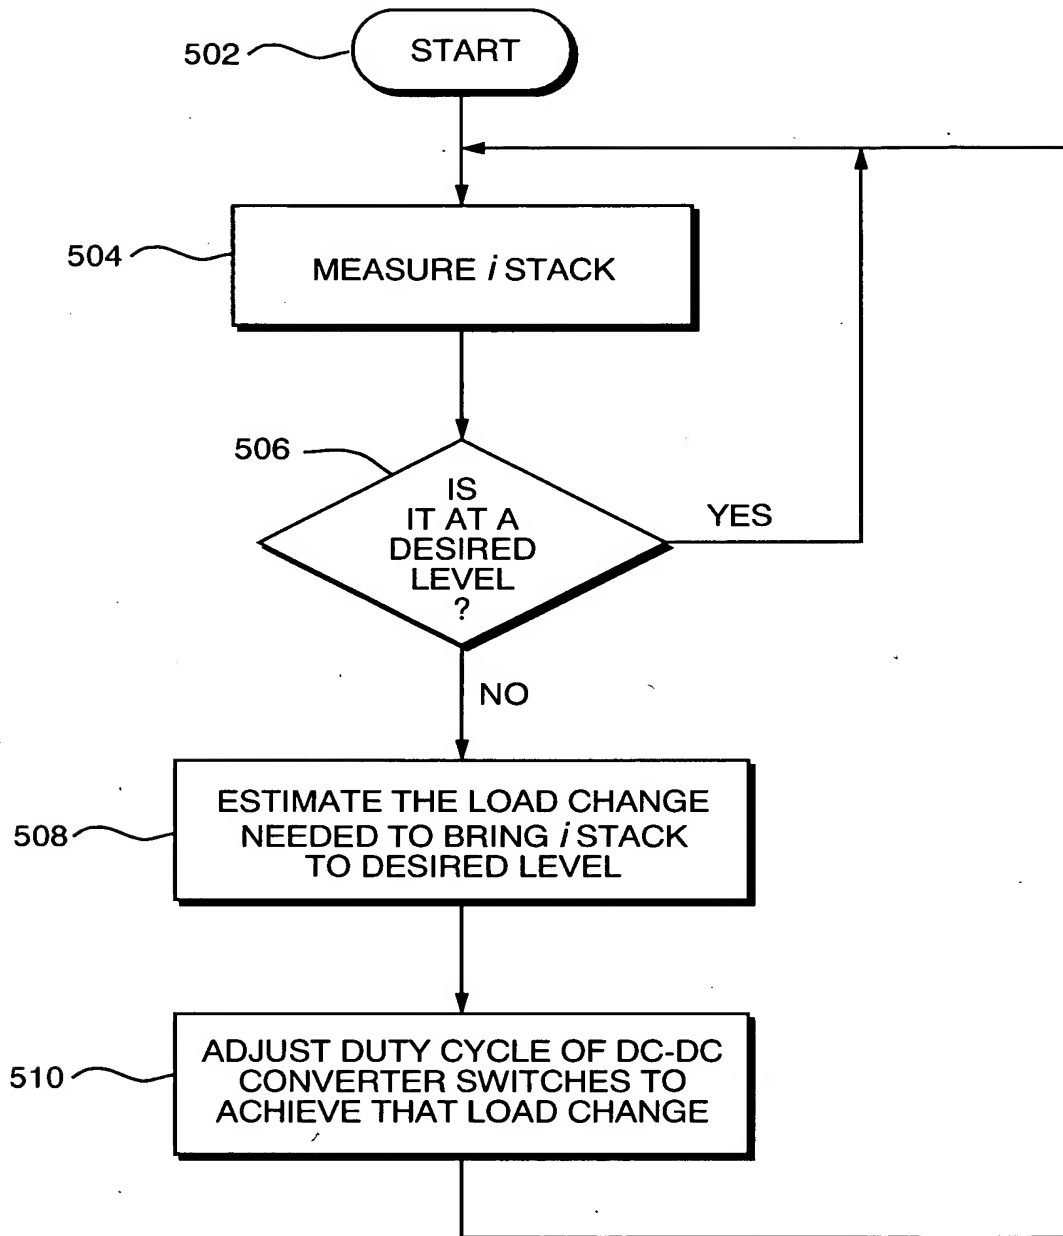 502
START
504
MEASURE i STACK
506
IS
IT AT A
DESIRED
LEVEL
?
YES
NO
508
ESTIMATE THE LOAD CHANGE
NEEDED TO BRING i STACK
TO DESIRED LEVEL
510
ADJUST DUTY CYCLE OF DC-DC
CONVERTER SWITCHES TO
ACHIEVE THAT LOAD CHANGE